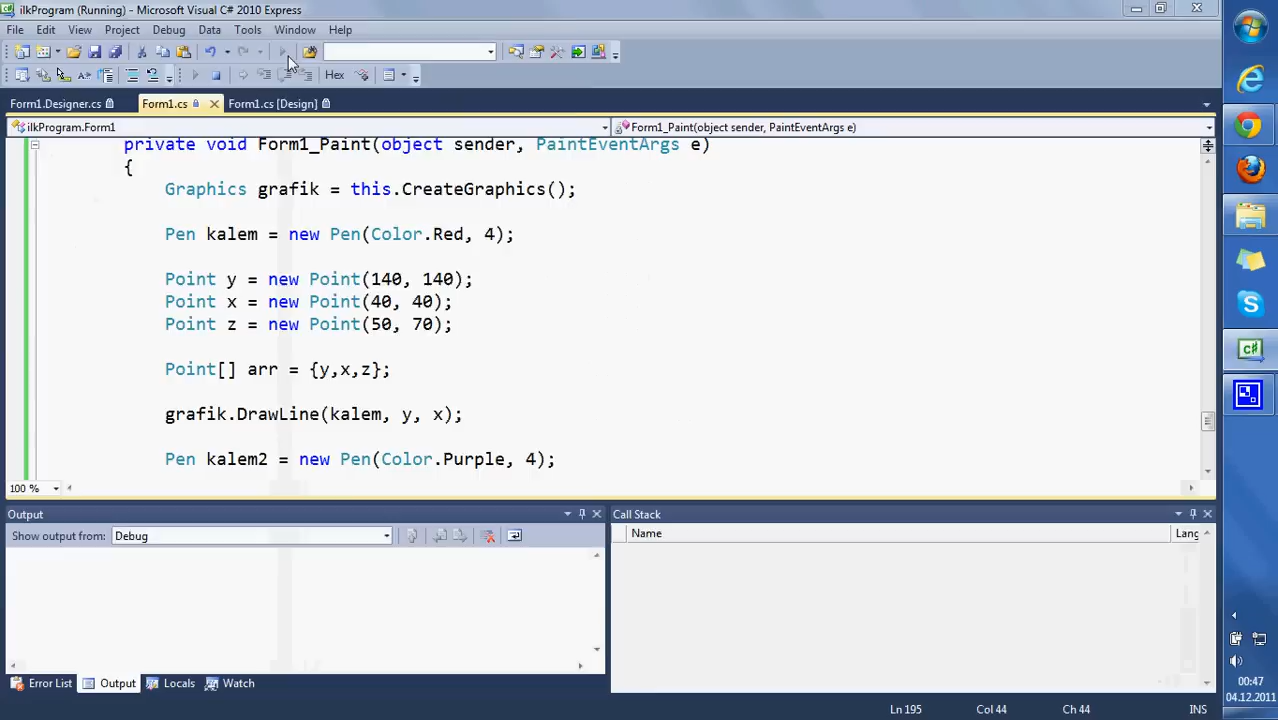 ilkProgram (Running) - Microsoft Visual C# 2010 Express
File Edit View Project Debug Data Tools Window Help
Hex
Form1.Designer.cs Form1.cs Form1.cs [Design]
ilkProgram.Form1 Form1_Paint(object sender, PaintEventArgs e)
private void Form1_Paint(object sender, PaintEventArgs e)
{
Graphics grafik = this.CreateGraphics();
Pen kalem = new Pen(Color.Red, 4);
Point y = new Point(140, 140);
Point x = new Point(40, 40);
Point z = new Point(50, 70);
Point[] arr = {y,x,z};
grafik.DrawLine(kalem, y, x);
Pen kalem2 = new Pen(Color.Purple, 4);
100 %
Output Call Stack
Show output from: Debug Name Lang
Error List Output Locals Watch
Ln 195 Col 44 Ch 44 INS
00:47
04.12.2011